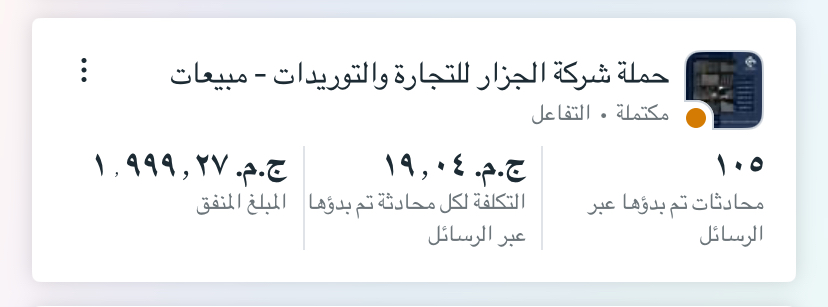 حملة شركة الجزار للتجارة والتوريدات - مبيعات
مكتملة • التفاعل
١٠٥
محادثات تم بدؤها عبر
الرسائل
ج.م. ١٩,٠٤
التكلفة لكل محادثة تم بدؤها
عبر الرسائل
ج.م. ١,٩٩٩,٢٧
المبلغ المنفق